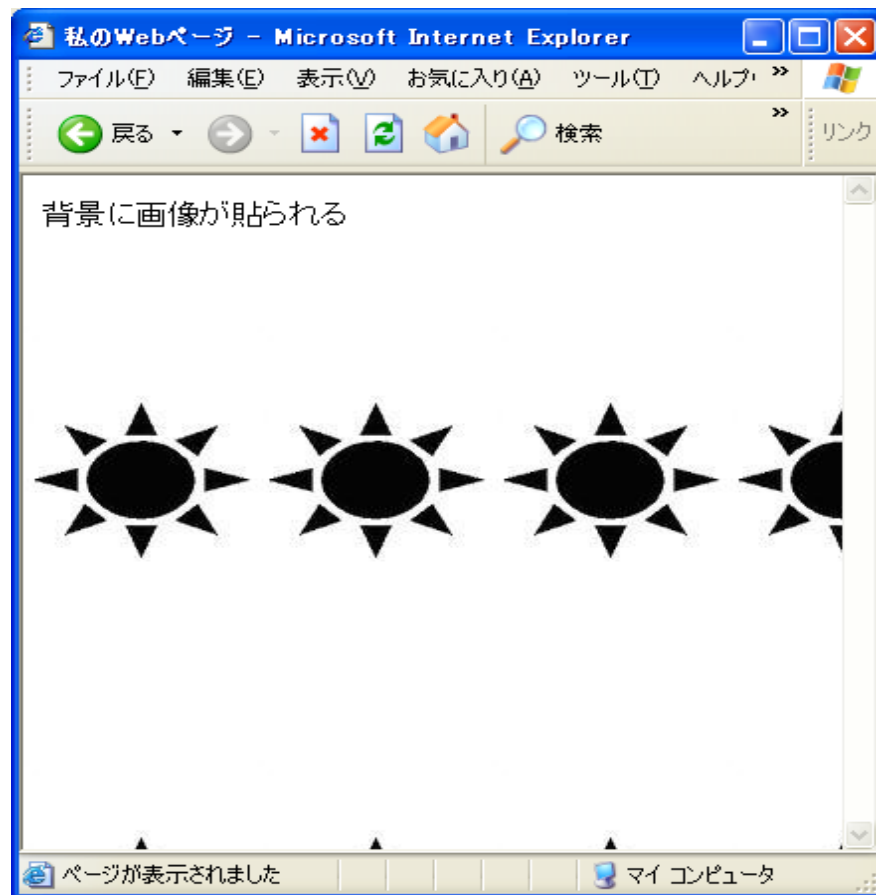 私のWebページ - Microsoft Internet Explorer
ファイル(F) 編集(E) 表示(V) お気に入り(A) ツール(T) ヘルプ »
戻る 検索 » リンク
背景に画像が貼られる
ページが表示されました マイ コンピュータ